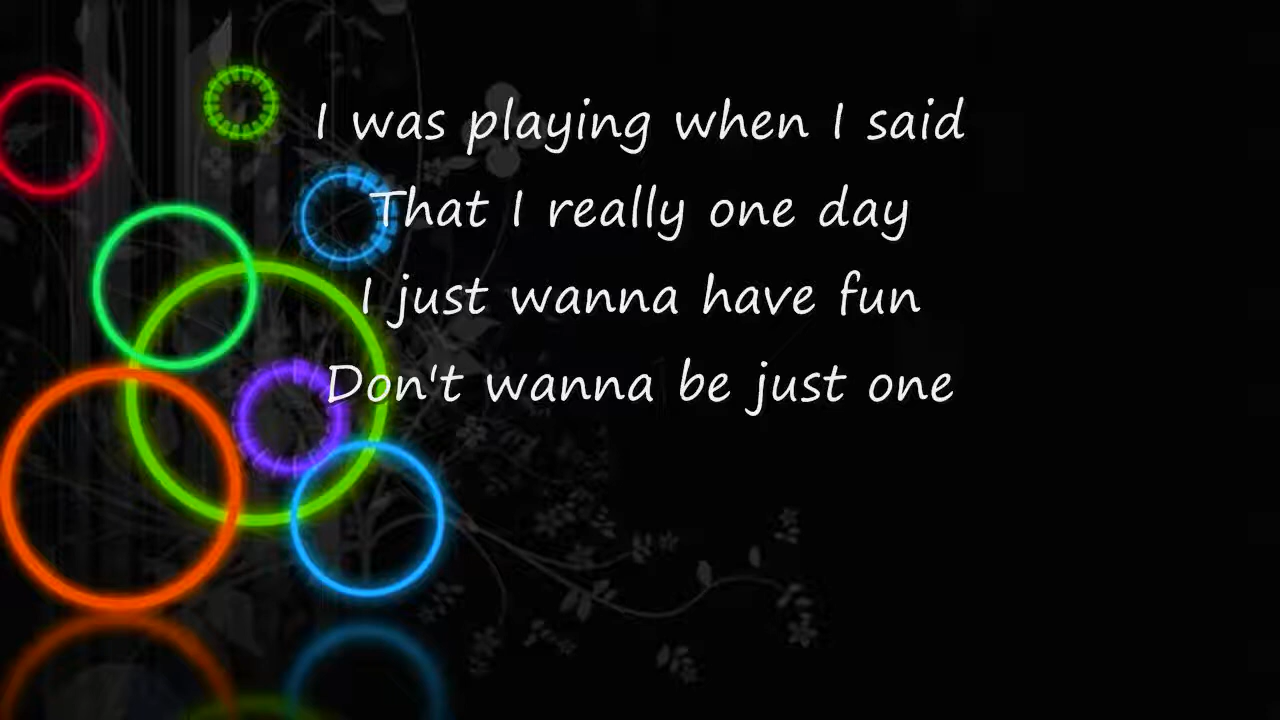 I was playing when I said
That I really one day
I just wanna have fun
Don't wanna be just one